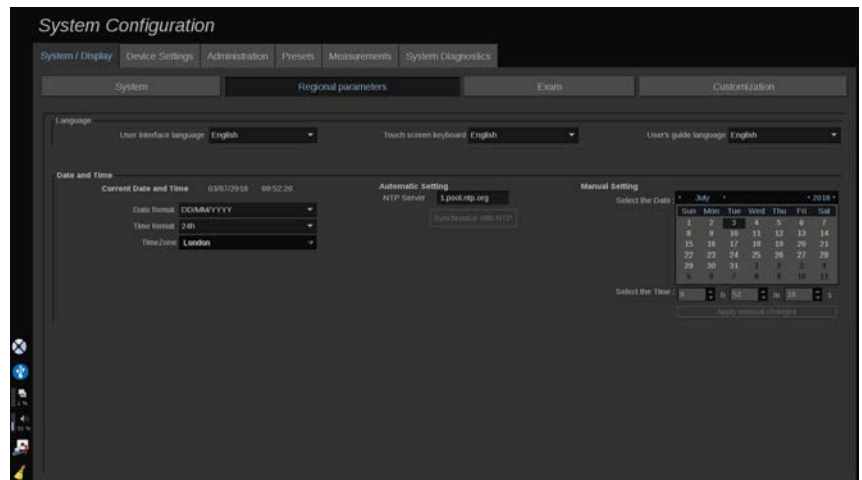 System Configuration
System / Display Device Settings Administration Presets Measurements System Diagnostics
System Regional parameters Exam Customization
Language
User interface language English Touch screen keyboard English User's guide language English
Date and Time
Current Date and Time 03/07/2018 08:52:20 Automatic Setting Manual Setting
NTP Server 1.pool.ntp.org Select the Date : July 2018
Date format DD/MM/YYYY Synchronize with NTP Sun Mon Tue Wed Thu Fri Sat
Time format 24h 1 2 3 4 5 6 7
TimeZone London 8 9 10 11 12 13 14
15 16 17 18 19 20 21
22 23 24 25 26 27 28
29 30 31 1 2 3 4
5 6 7 8 9 10 11
Select the Time : h 52 m 18 s
Apply manual changes